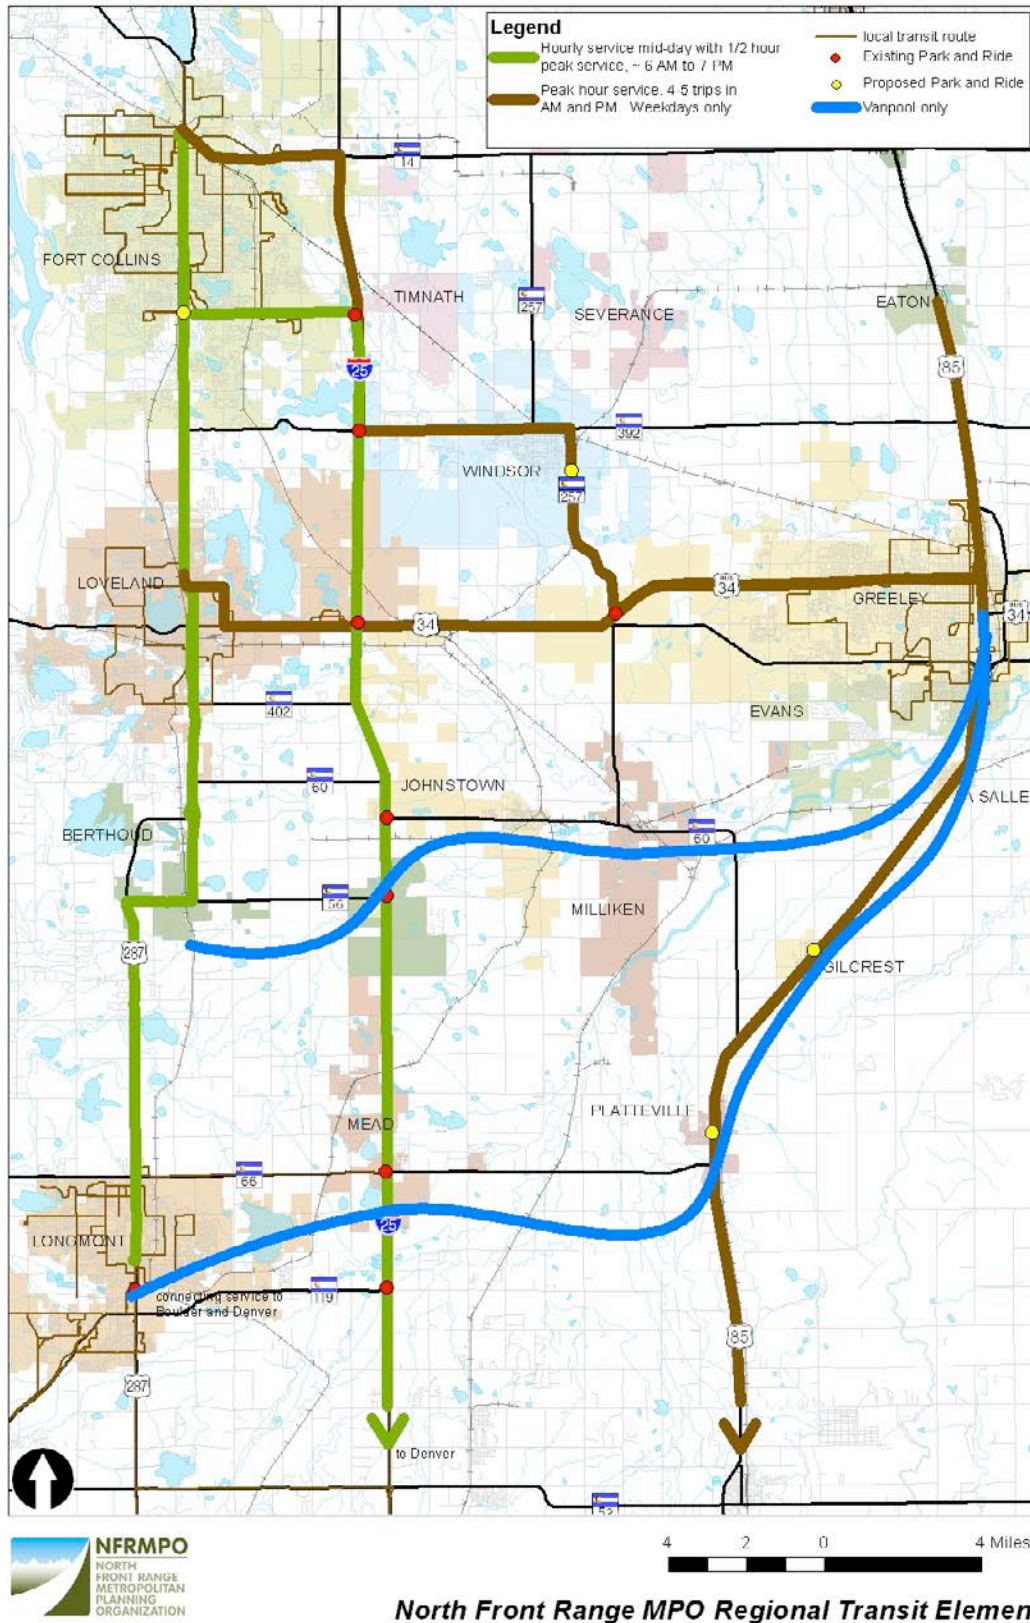 Legend
Hourly service mid-day with 1/2 hour
peak service, ~ 6 AM to 7 PM
Peak hour service. 4 5 trips in
AM and PM Weekdays only
local transit route
Existing Park and Ride
Proposed Park and Ride
Vanpool only
14
FORT COLLINS
TIMNATH
257
SEVERANCE
EATON
25
85
392
WINDSOR
257
LOVELAND
34
BUS
34
GREELEY
BUS
34
402
EVANS
60
JOHNSTOWN
A SALLE
BERTHOUD
60
56
MILLIKEN
287
GILCREST
PLATTEVILLE
MEAD
66
LONGMONT
25
connecting service to
Boulder and Denver
119
85
287
to Denver
52
NFRMPO
NORTH
FRONT RANGE
METROPOLITAN
PLANNING
ORGANIZATION
4 2 0 4 Miles
North Front Range MPO Regional Transit Elemen